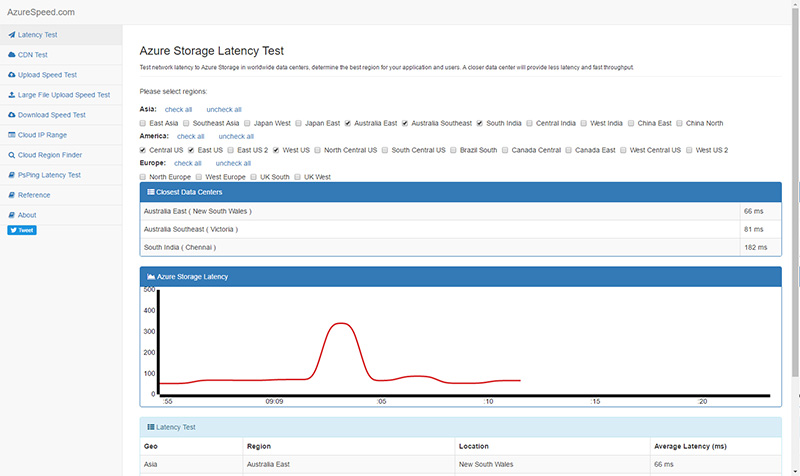 AzureSpeed.com
Latency Test
CDN Test
Upload Speed Test
Large File Upload Speed Test
Download Speed Test
Cloud IP Range
Cloud Region Finder
PsPing Latency Test
Reference
About
Tweet
Azure Storage Latency Test
Test network latency to Azure Storage in worldwide data centers, determine the best region for your application and users. A closer data center will provide less latency and fast throughput.
Please select regions:
Asia: check all uncheck all
East Asia Southeast Asia Japan West Japan East Australia East Australia Southeast South India Central India West India China East China North
America: check all uncheck all
Central US East US East US 2 West US North Central US South Central US Brazil South Canada Central Canada East West Central US West US 2
Europe: check all uncheck all
North Europe West Europe UK South UK West
Closest Data Centers
Australia East ( New South Wales ) 66 ms
Australia Southeast ( Victoria ) 81 ms
South India ( Chennai ) 182 ms
Azure Storage Latency
500
400
300
200
100
0
:55 09:09 :05 :10 :15 :20
Latency Test
Geo Region Location Average Latency (ms)
Asia Australia East New South Wales 66 ms